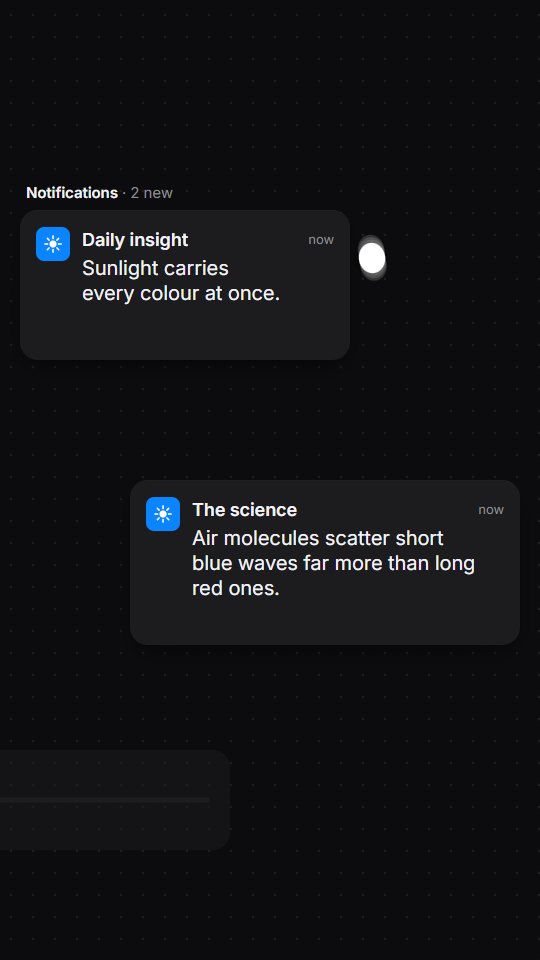 Notifications · 2 new
Daily insight now
Sunlight carries
every colour at once.
The science now
Air molecules scatter short
blue waves far more than long
red ones.